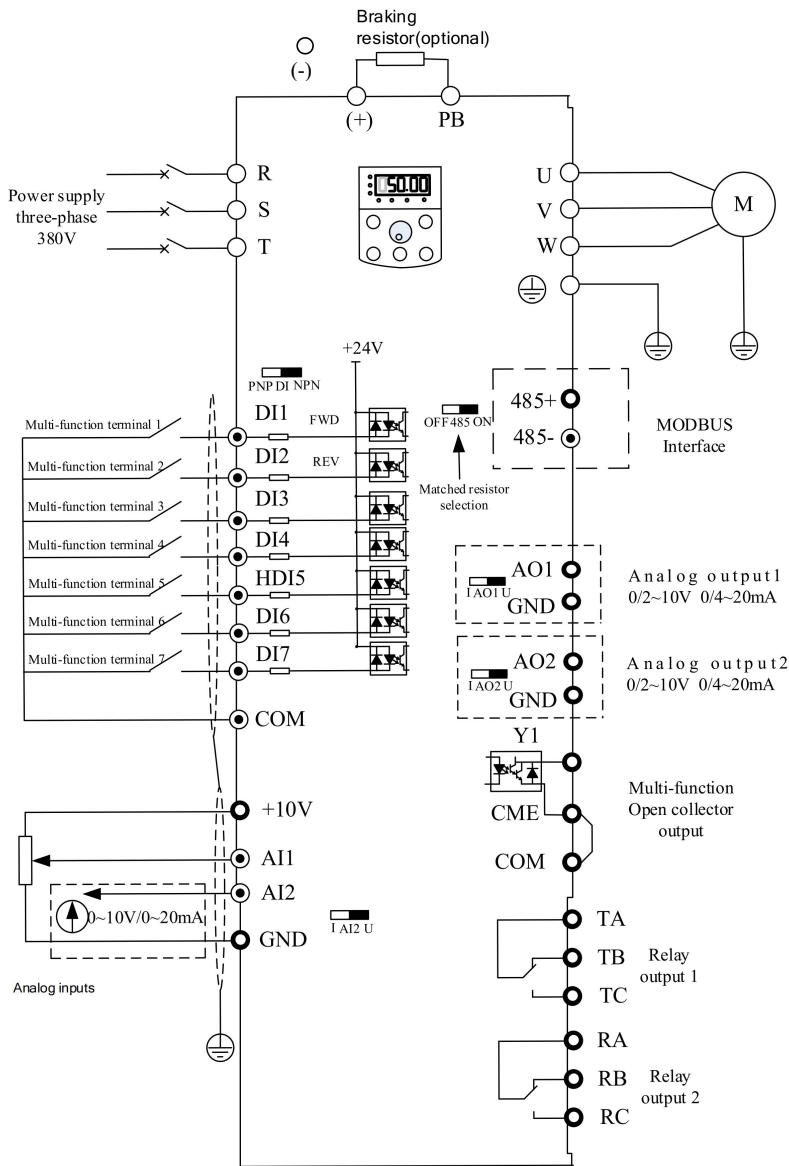 Braking
resistor(optional)
(-)
(+)
PB
R
S
T
Power supply
three-phase
380V
50.00
U
V
W
M
+24V
PNP DI NPN
Multi-function terminal 1
DI1
FWD
Multi-function terminal 2
DI2
REV
Multi-function terminal 3
DI3
Multi-function terminal 4
DI4
Multi-function terminal 5
HDI5
Multi-function terminal 6
DI6
Multi-function terminal 7
DI7
COM
OFF 485 ON
Matched resistor
selection
485+
485-
MODBUS
Interface
AO1
GND
I AO1 U
Analog output1
0/2~10V 0/4~20mA
AO2
GND
I AO2 U
Analog output2
0/2~10V 0/4~20mA
Y1
CME
COM
Multi-function
Open collector
output
+10V
AI1
AI2
0~10V/0~20mA
GND
I AI2 U
Analog inputs
TA
TB
TC
Relay
output 1
RA
RB
RC
Relay
output 2